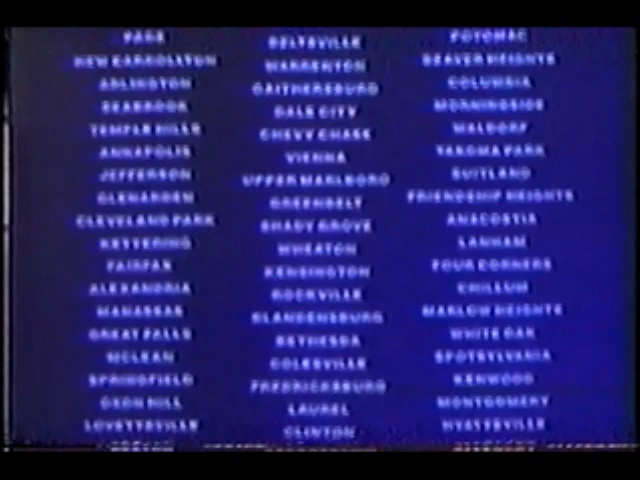 NEW CARROLLTON
ARLINGTON
SEABROOK
TEMPLE HILLS
ANNAPOLIS
JEFFERSON
GLENARDEN
CLEVELAND PARK
KETTERING
FAIRFAX
ALEXANDRIA
MANASSAS
GREAT FALLS
MCLEAN
SPRINGFIELD
OXON HILL
LOVETTSVILLE
BELTSVILLE
WARRENTON
GAITHERSBURG
DALE CITY
CHEVY CHASE
VIENNA
UPPER MARLBORO
GREENBELT
SHADY GROVE
WHEATON
KENSINGTON
ROCKVILLE
BLANDENSBURG
BETHESDA
COLESVILLE
FREDRICKSBURG
LAUREL
CLINTON
POTOMAC
BEAVER HEIGHTS
COLUMBIA
MORNINGSIDE
WALDORF
TAKOMA PARK
SUITLAND
FRIENDSHIP HEIGHTS
ANACOSTIA
LANHAM
FOUR CORNERS
CHILLUM
MARLOW HEIGHTS
WHITE OAK
SPOTSYLVANIA
KENWOOD
MONTGOMERY
HYATTSVILLE